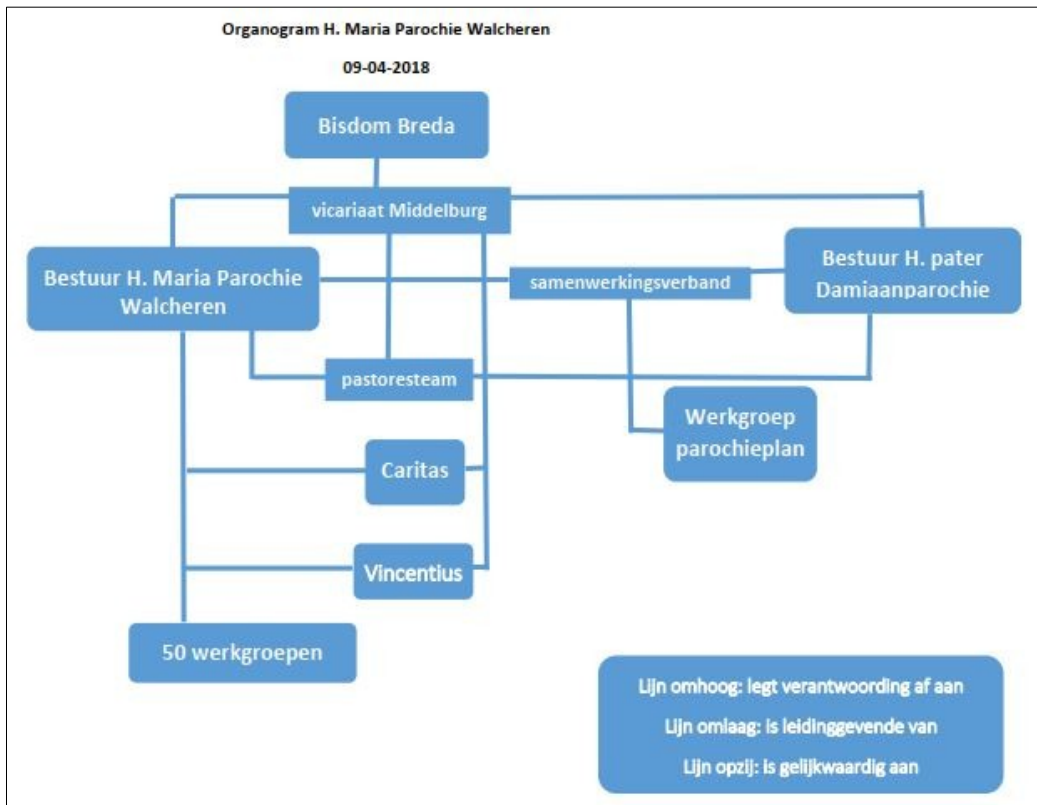 Organogram H. Maria Parochie Walcheren
09-04-2018
Bisdom Breda
vicariaat Middelburg
Bestuur H. Maria Parochie
Walcheren
samenwerkingsverband
Bestuur H. pater
Damiaanparochie
pastoresteam
Werkgroep
parochieplan
Caritas
Vincentius
50 werkgroepen
Lijn omhoog: legt verantwoording af aan
Lijn omlaag: is leidinggevende van
Lijn opzij: is gelijkwaardig aan